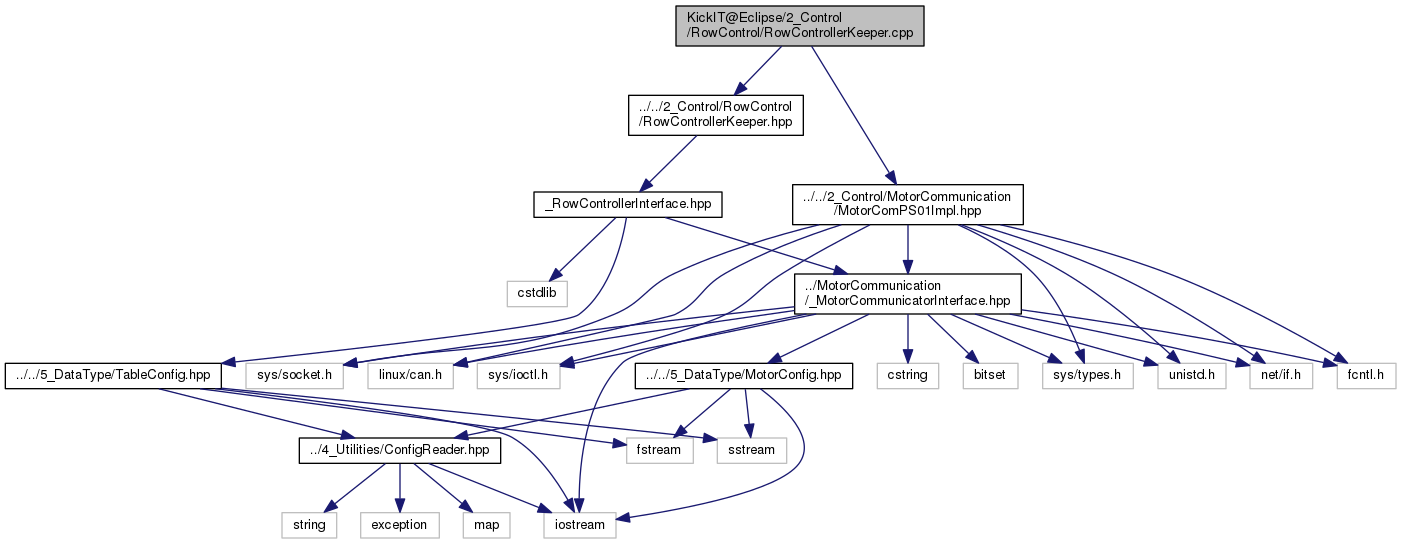 KickIT@Eclipse/2_Control
/RowControl/RowControllerKeeper.cpp
../../2_Control/RowControl
/RowControllerKeeper.hpp
_RowControllerInterface.hpp
../../2_Control/MotorCommunication
/MotorComPS01Impl.hpp
cstdlib
../MotorCommunication
/_MotorCommunicatorInterface.hpp
../../5_DataType/TableConfig.hpp
sys/socket.h
linux/can.h
sys/ioctl.h
../../5_DataType/MotorConfig.hpp
cstring
bitset
sys/types.h
unistd.h
net/if.h
fcntl.h
../4_Utilities/ConfigReader.hpp
fstream
sstream
string
exception
map
iostream